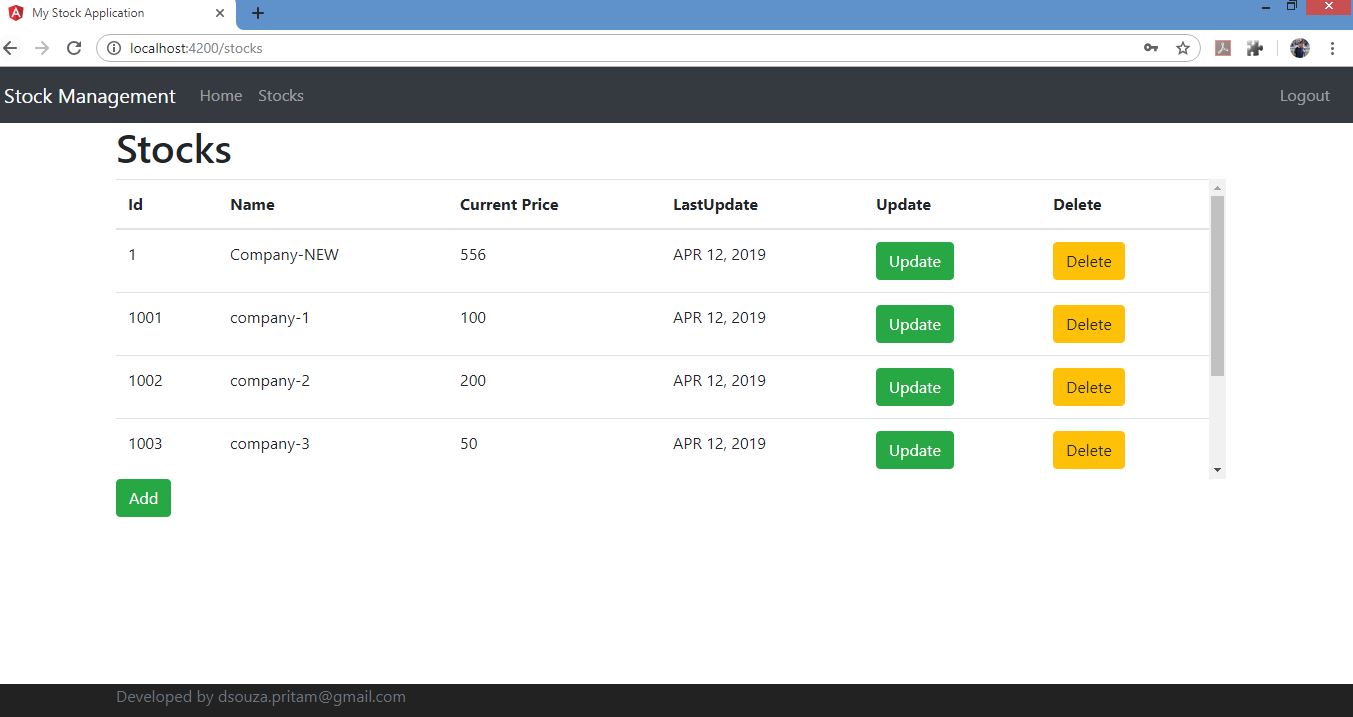 My Stock Application
localhost:4200/stocks
Stock Management Home Stocks Logout
Stocks
Id Name Current Price LastUpdate Update Delete
1 Company-NEW 556 APR 12, 2019 Update Delete
1001 company-1 100 APR 12, 2019 Update Delete
1002 company-2 200 APR 12, 2019 Update Delete
1003 company-3 50 APR 12, 2019 Update Delete
Add
Developed by dsouza.pritam@gmail.com